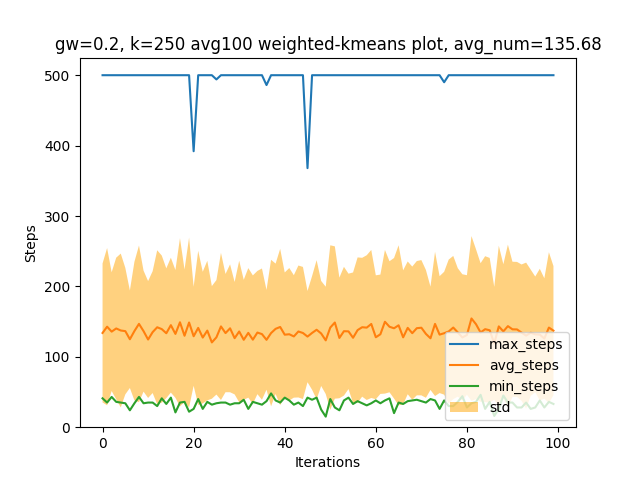 gw=0.2, k=250 avg100 weighted-kmeans plot, avg_num=135.68
500
400
300
200
100
0
Steps
0 20 40 60 80 100
Iterations
max_steps
avg_steps
min_steps
std